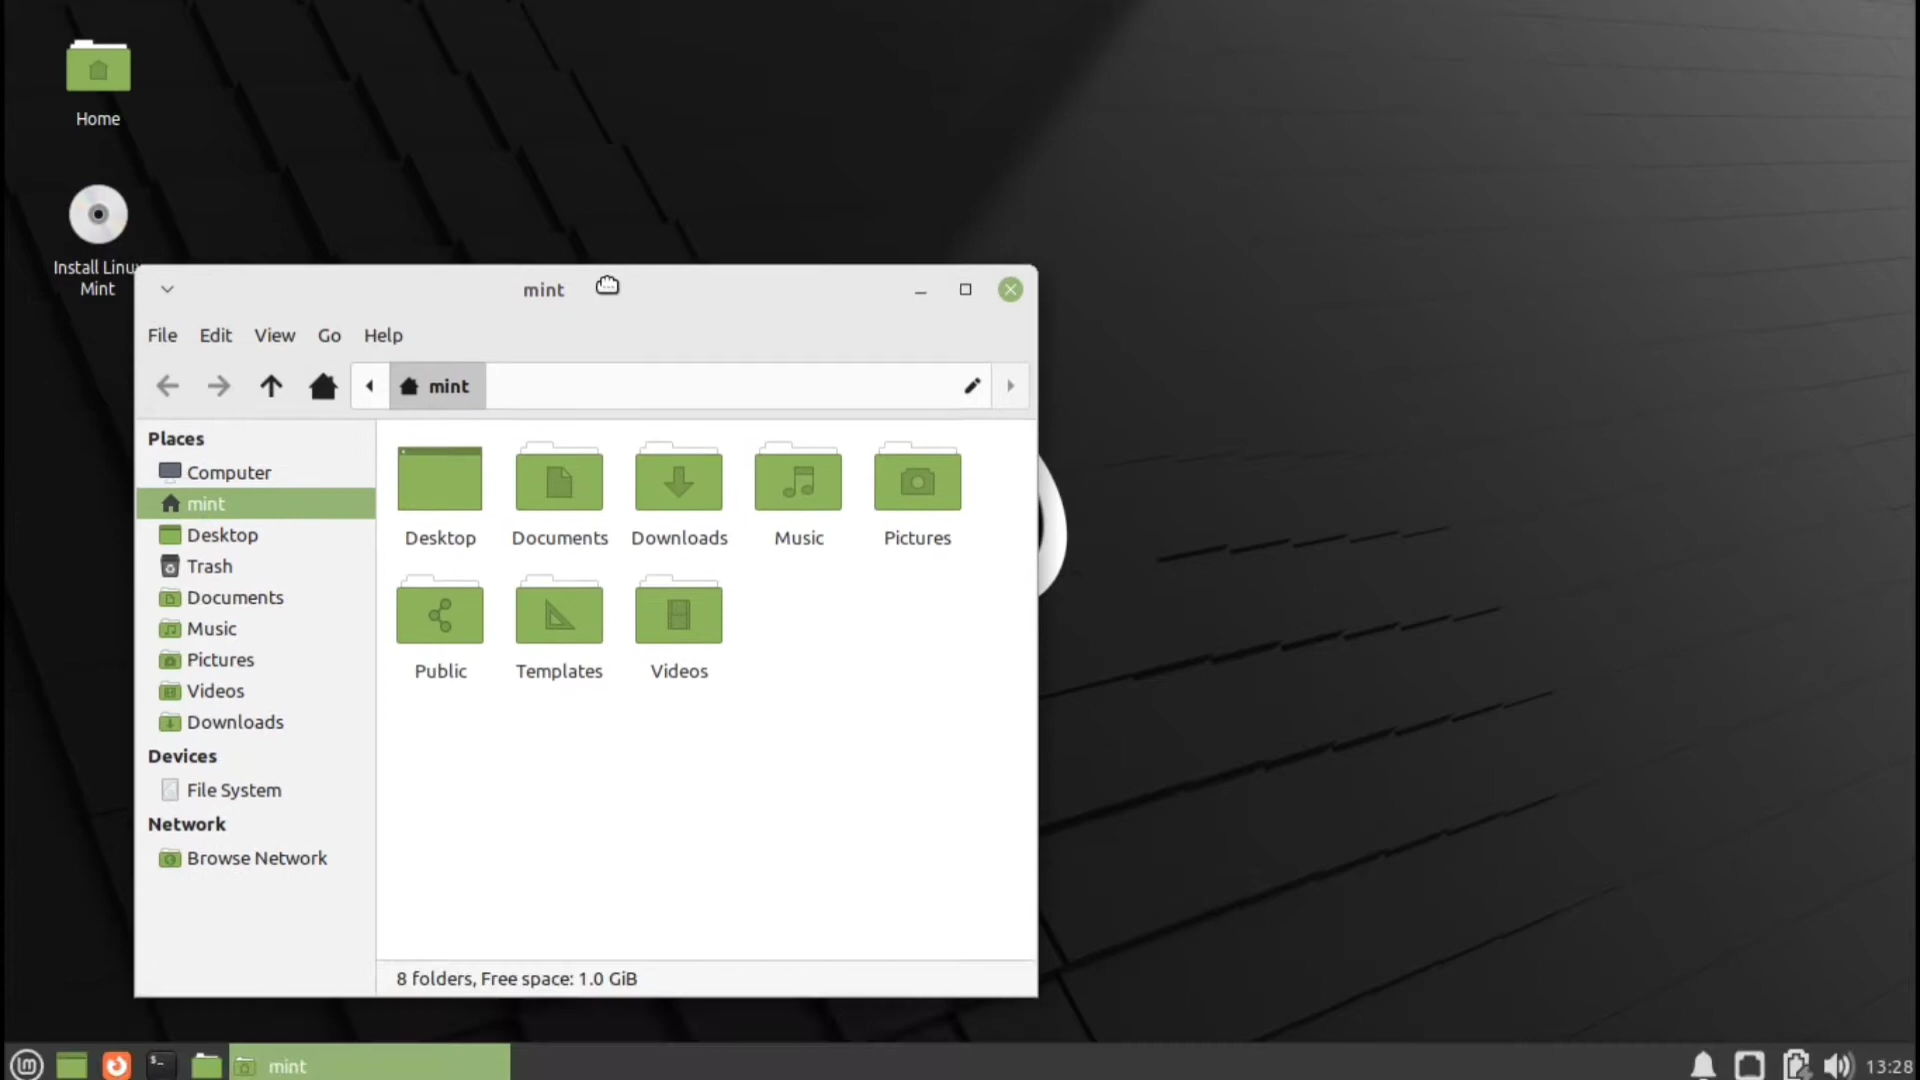 Home
Install Linu
Mint
mint
File Edit View Go Help
mint
Places
Computer
mint
Desktop
Trash
Documents
Music
Pictures
Videos
Downloads
Devices
File System
Network
Browse Network
Desktop Documents Downloads Music Pictures
Public Templates Videos
8 folders, Free space: 1.0 GiB
mint
13:28